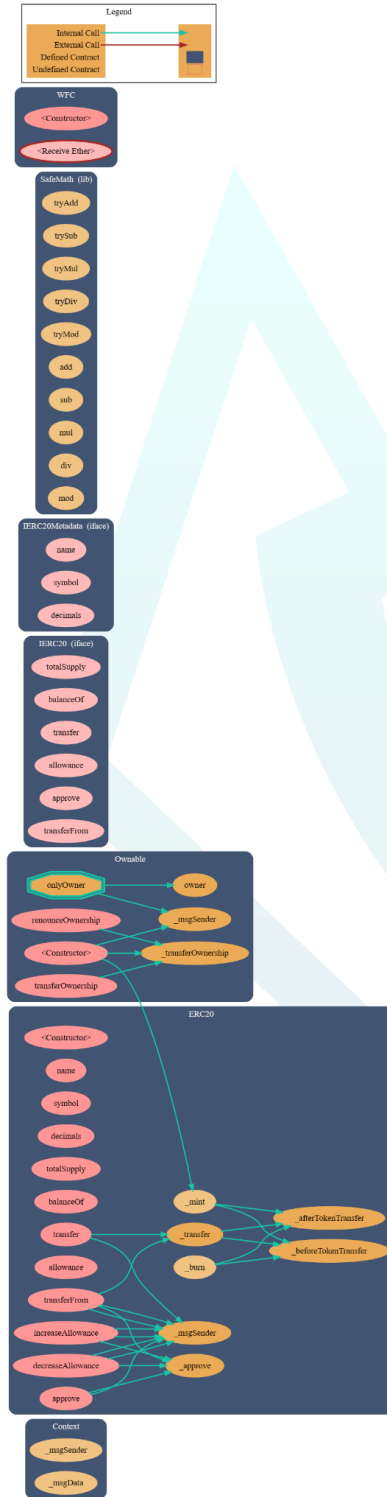 Legend
Internal Call
External Call
Defined Contract
Undefined Contract
WFC
<Constructor>
<Receive Ether>
SafeMath (lib)
tryAdd
trySub
tryMul
tryDiv
tryMod
add
sub
mul
div
mod
IERC20Metadata (iface)
name
symbol
decimals
IERC20 (iface)
totalSupply
balanceOf
transfer
allowance
approve
transferFrom
Ownable
onlyOwner owner
renounceOwnership _msgSender
<Constructor> _transferOwnership
transferOwnership
ERC20
<Constructor>
name
symbol
decimals
totalSupply
balanceOf _mint
_afterTokenTransfer
transfer _transfer
_beforeTokenTransfer
allowance _burn
transferFrom
increaseAllowance _msgSender
decreaseAllowance _approve
approve
Context
_msgSender
_msgData